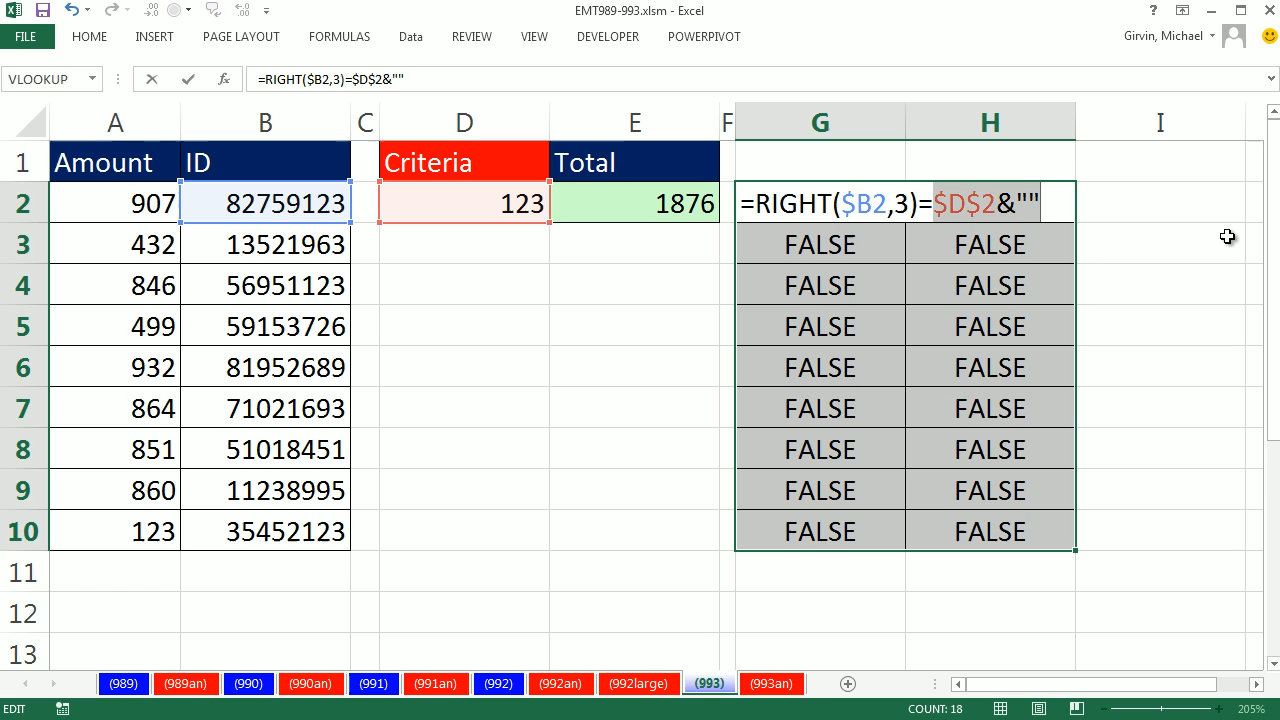 EMT989-993.xlsm - Excel
FILE HOME INSERT PAGE LAYOUT FORMULAS Data REVIEW VIEW DEVELOPER POWERPIVOT Girvin, Michael
VLOOKUP =RIGHT($B2,3)=$D$2&""
A B C D E F G H I
1 Amount ID Criteria Total
2 907 82759123 123 1876 =RIGHT($B2,3)=$D$2&""
3 432 13521963 FALSE FALSE
4 846 56951123 FALSE FALSE
5 499 59153726 FALSE FALSE
6 932 81952689 FALSE FALSE
7 864 71021693 FALSE FALSE
8 851 51018451 FALSE FALSE
9 860 11238995 FALSE FALSE
10 123 35452123 FALSE FALSE
11
12
13
(989) (989an) (990) (990an) (991) (991an) (992) (992an) (992large) (993) (993an)
EDIT COUNT: 18 205%